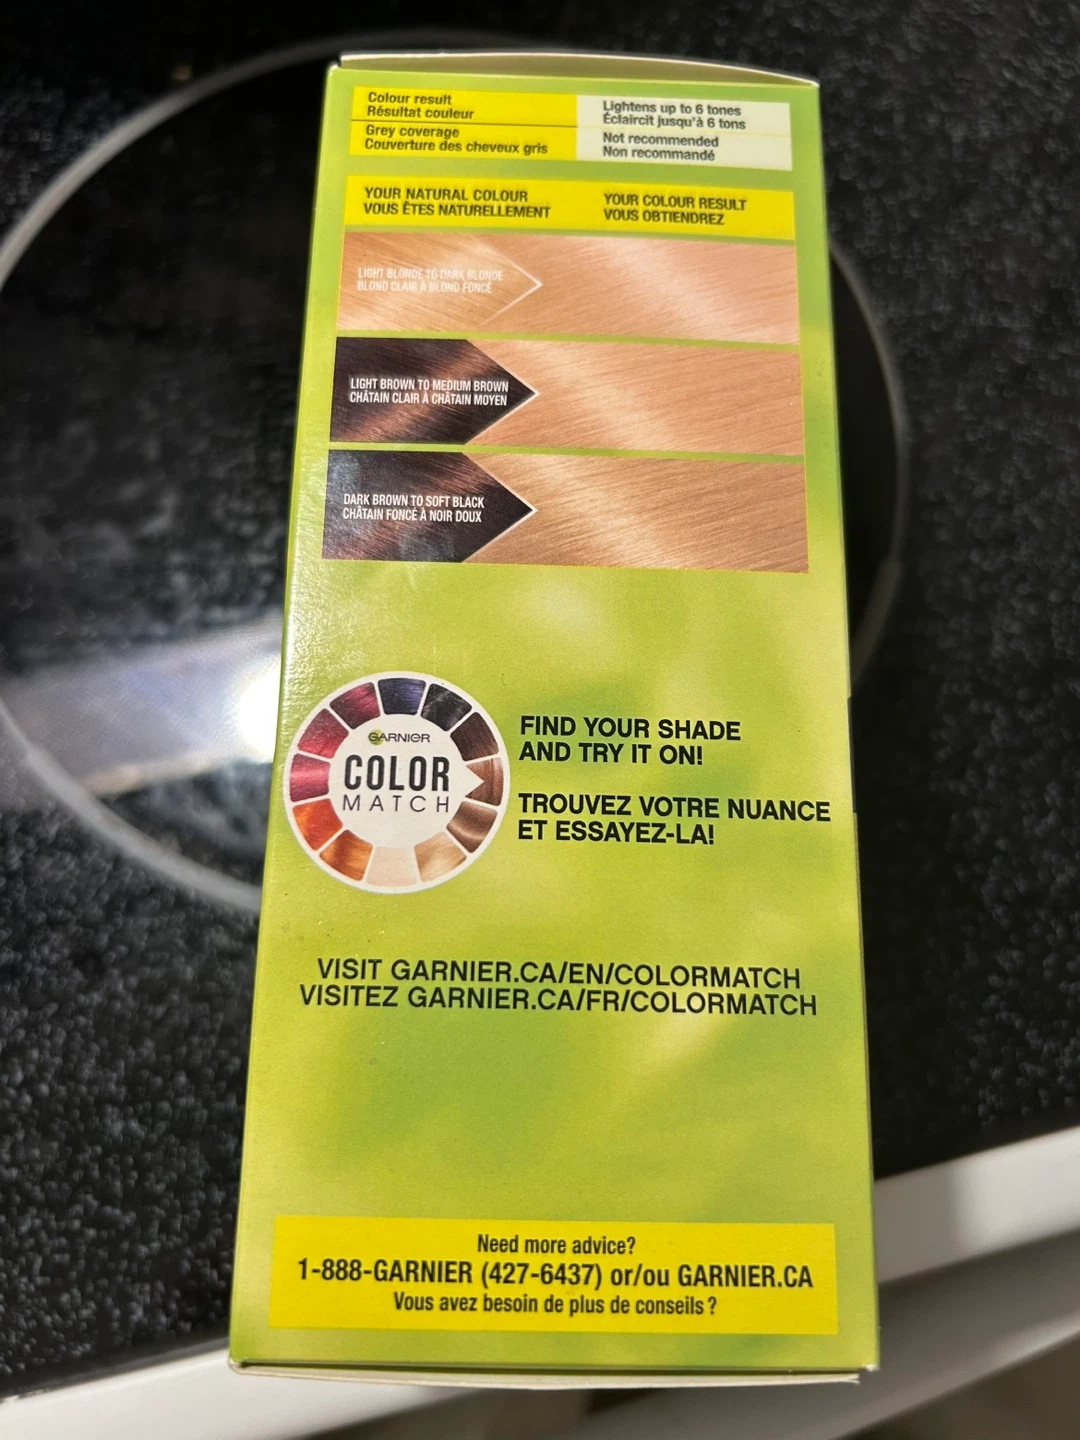 Colour result
Résultat couleur
Lightens up to 6 tones
Éclaircit jusqu'à 6 tons
Grey coverage
Couverture des cheveux gris
Not recommended
Non recommandé
YOUR NATURAL COLOUR
VOUS ÊTES NATURELLEMENT
YOUR COLOUR RESULT
VOUS OBTIENDREZ
LIGHT BLONDE TO DARK BLONDE
BLOND CLAIR À BLOND FONCÉ
LIGHT BROWN TO MEDIUM BROWN
CHÂTAIN CLAIR À CHÂTAIN MOYEN
DARK BROWN TO SOFT BLACK
CHÂTAIN FONCÉ À NOIR DOUX
GARNIER
COLOR
MATCH
FIND YOUR SHADE
AND TRY IT ON!
TROUVEZ VOTRE NUANCE
ET ESSAYEZ-LA!
VISIT GARNIER.CA/EN/COLORMATCH
VISITEZ GARNIER.CA/FR/COLORMATCH
Need more advice?
1-888-GARNIER (427-6437) or/ou GARNIER.CA
Vous avez besoin de plus de conseils ?